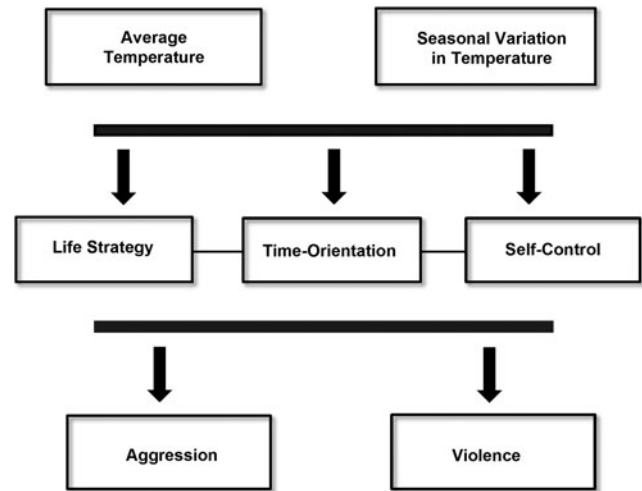 Average
Temperature
Seasonal Variation
in Temperature
Life Strategy
Time-Orientation
Self-Control
Aggression
Violence